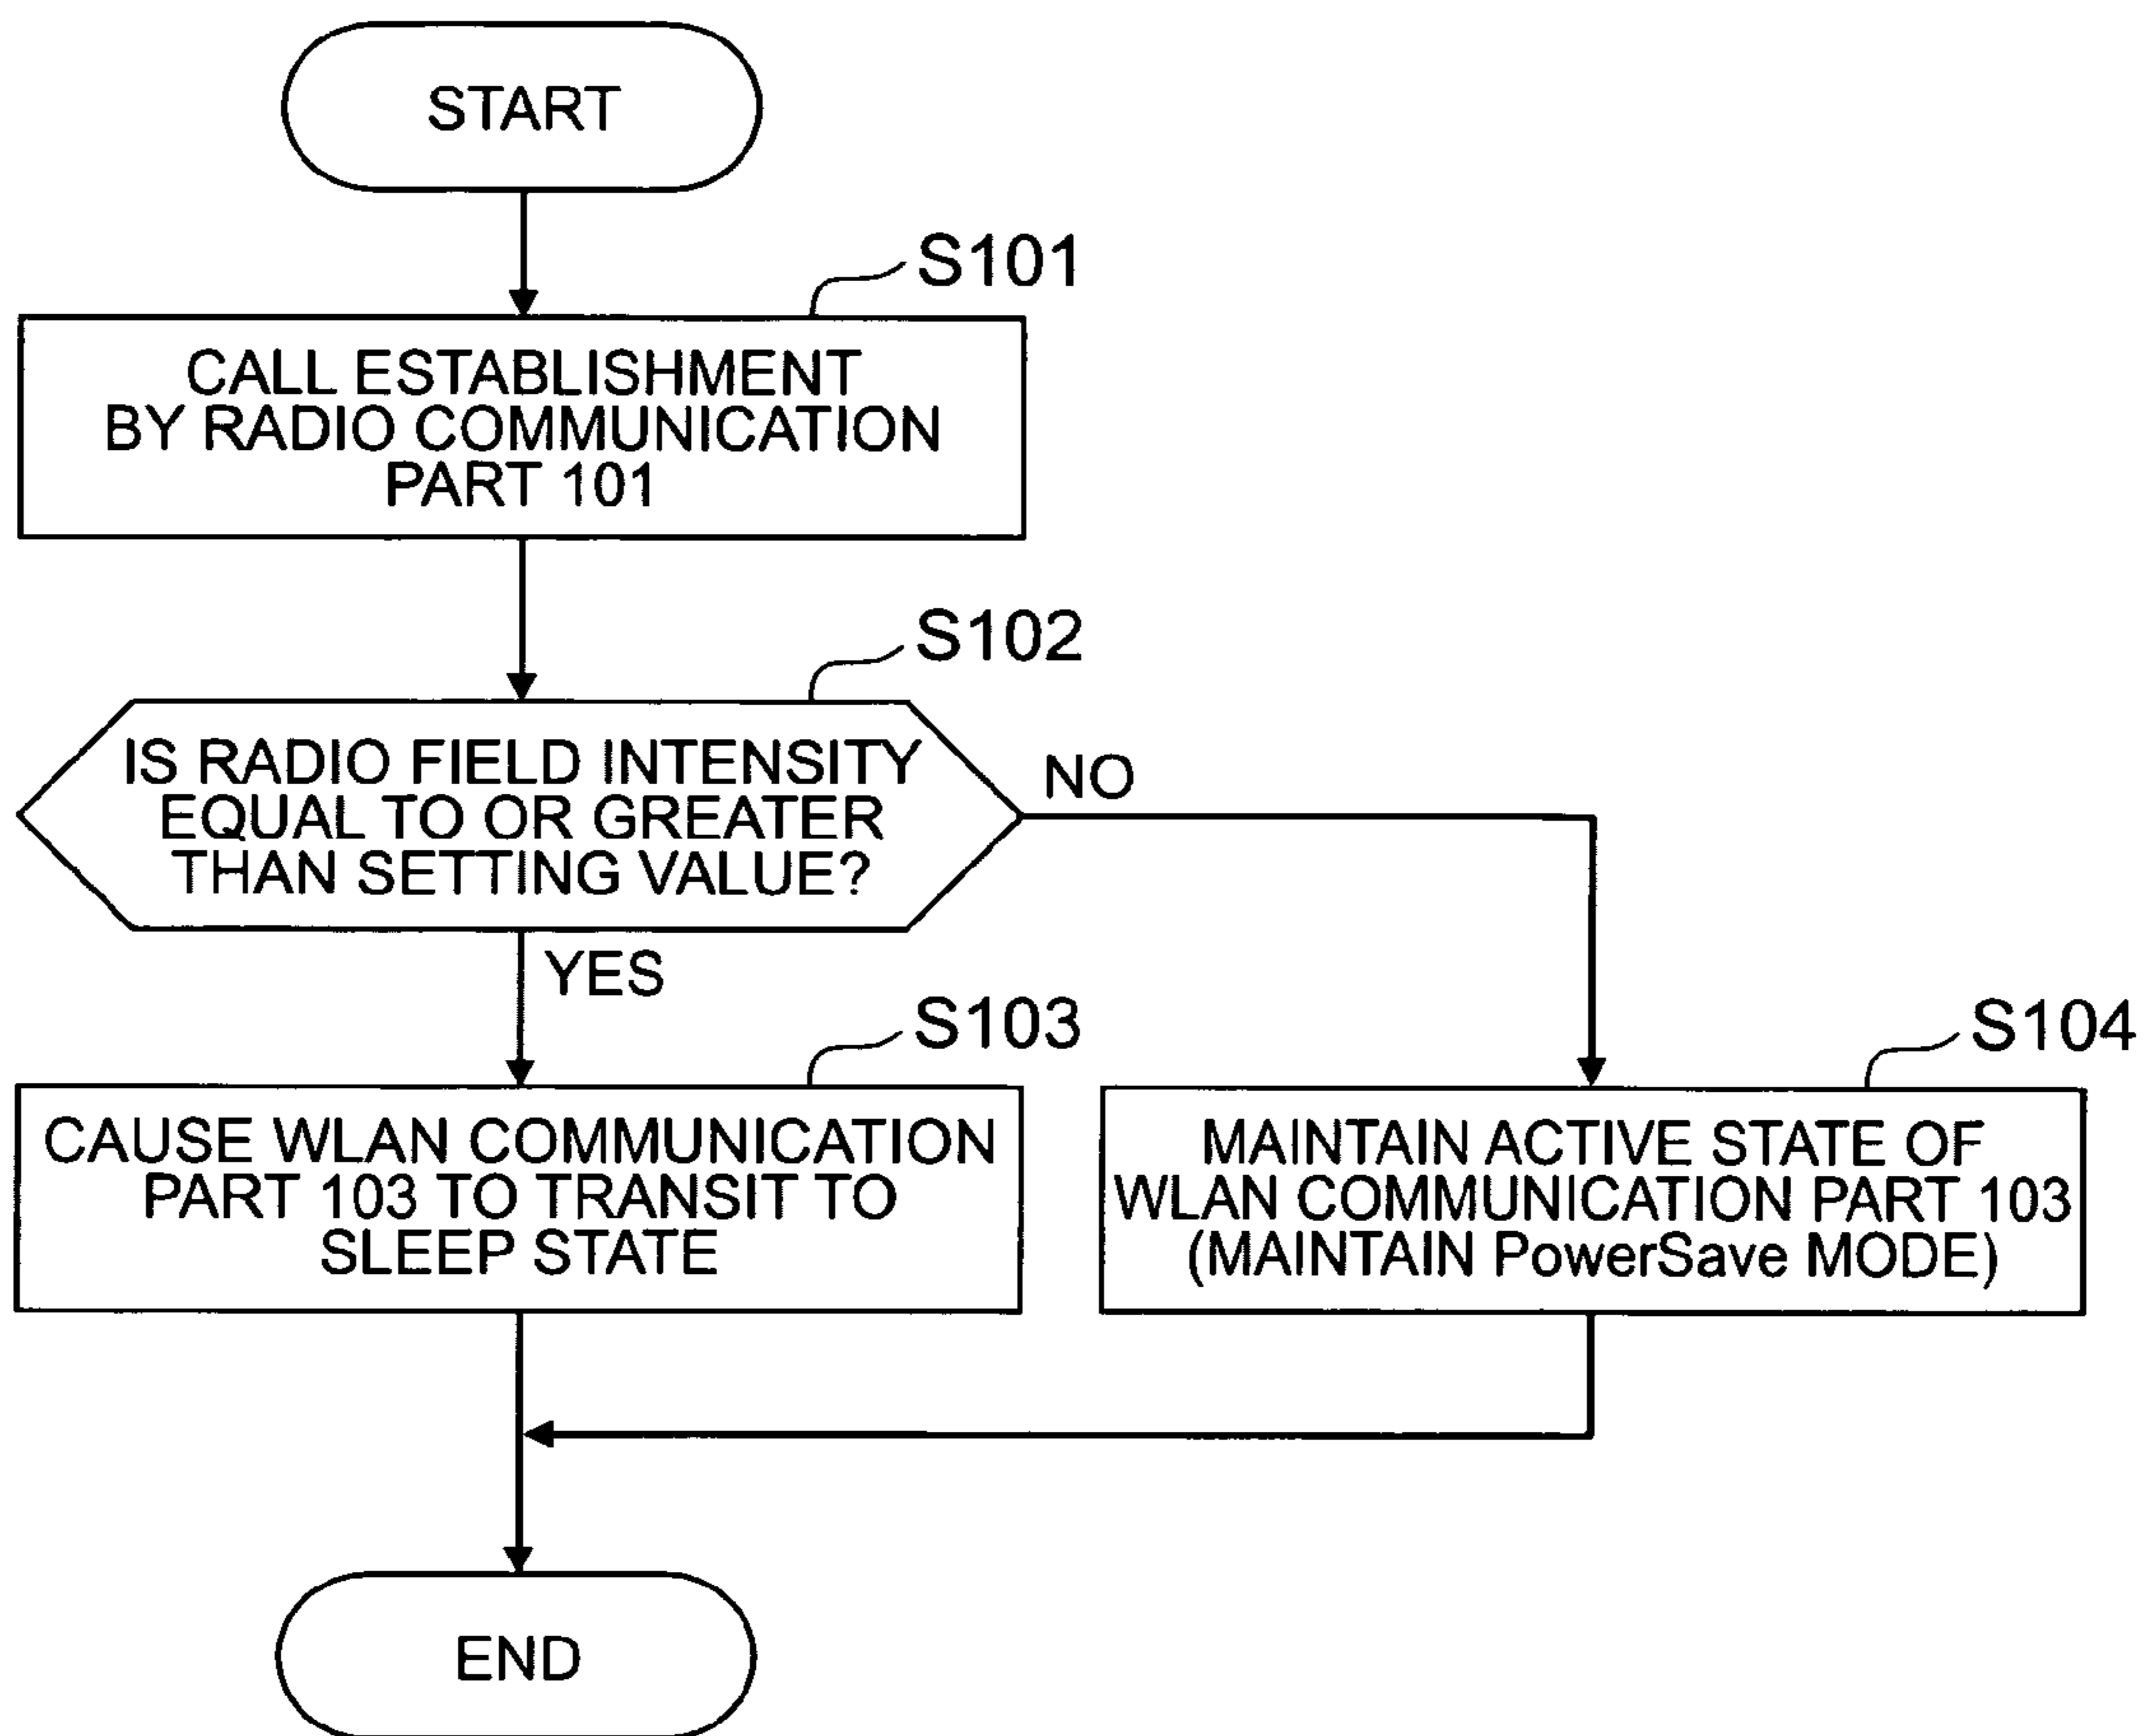 START
S101
CALL ESTABLISHMENT
BY RADIO COMMUNICATION
PART 101
S102
IS RADIO FIELD INTENSITY
EQUAL TO OR GREATER
THAN SETTING VALUE?
NO
YES
S103
CAUSE WLAN COMMUNICATION
PART 103 TO TRANSIT TO
SLEEP STATE
S104
MAINTAIN ACTIVE STATE OF
WLAN COMMUNICATION PART 103
(MAINTAIN PowerSave MODE)
END